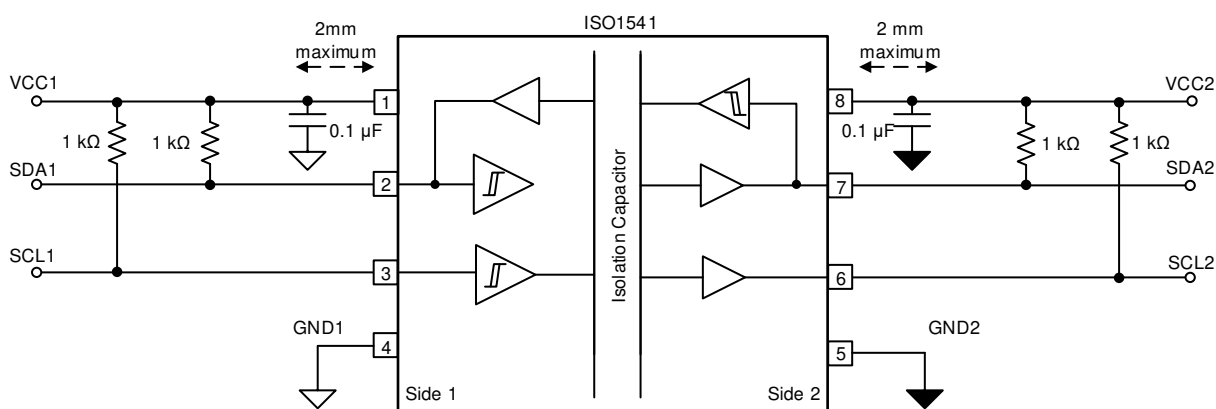 ISO1541
2mm
maximum
2 mm
maximum
VCC1
1
8
VCC2
1 kΩ
1 kΩ
0.1 µF
0.1 µF
1 kΩ
1 kΩ
SDA1
2
7
SDA2
Isolation Capacitor
SCL1
3
6
SCL2
GND1
4
5
GND2
Side 1
Side 2